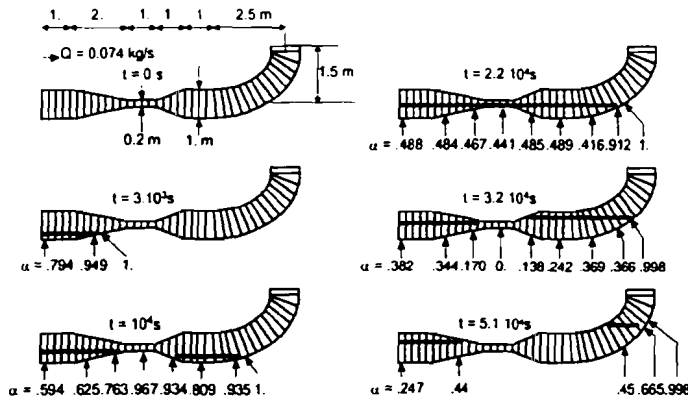 1. 2. 1. 1 1. 2.5 m
Q = 0.074 kg/s
t = 0 s
1.5 m
0.2 m
1. m
t = 2.2 10⁴s
α = .488 .484 .467 .441 .485 .489 .416 .912 1.
t = 3.10³s
α = .794 .949 1.
t = 3.2 10⁴s
α = .382 .344 .170 0. .138 .242 .369 .366 .998
t = 10⁴s
α = .594 .625 .763 .967 .934 .809 .935 1.
t = 5.1 10⁴s
α = .247 .44 .45 .665 .998